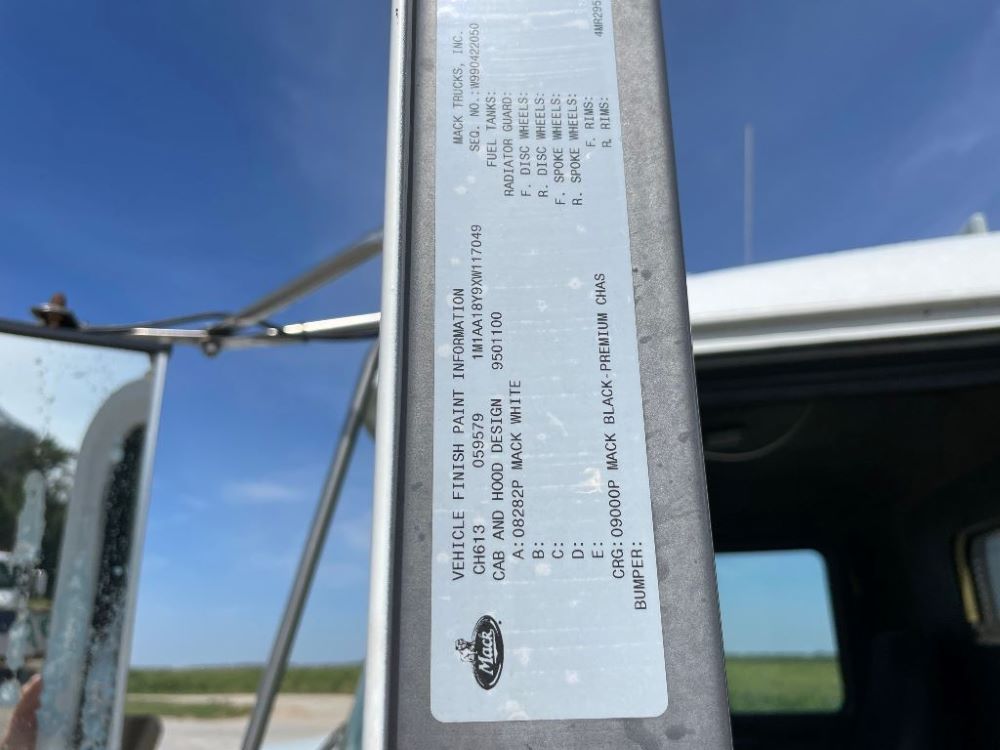 Mack
VEHICLE FINISH PAINT INFORMATION MACK TRUCKS, INC.
CH613 059579 1M1AA18Y9XW117049 SEQ. NO.:W990422050
CAB AND HOOD DESIGN 9501100 FUEL TANKS:
A:08282P MACK WHITE RADIATOR GUARD:
B: F. DISC WHEELS:
C: R. DISC WHEELS:
D: F. SPOKE WHEELS:
E: R. SPOKE WHEELS:
CRG:09000P MACK BLACK-PREMIUM CHAS F. RIMS:
BUMPER: R. RIMS:
4MR295